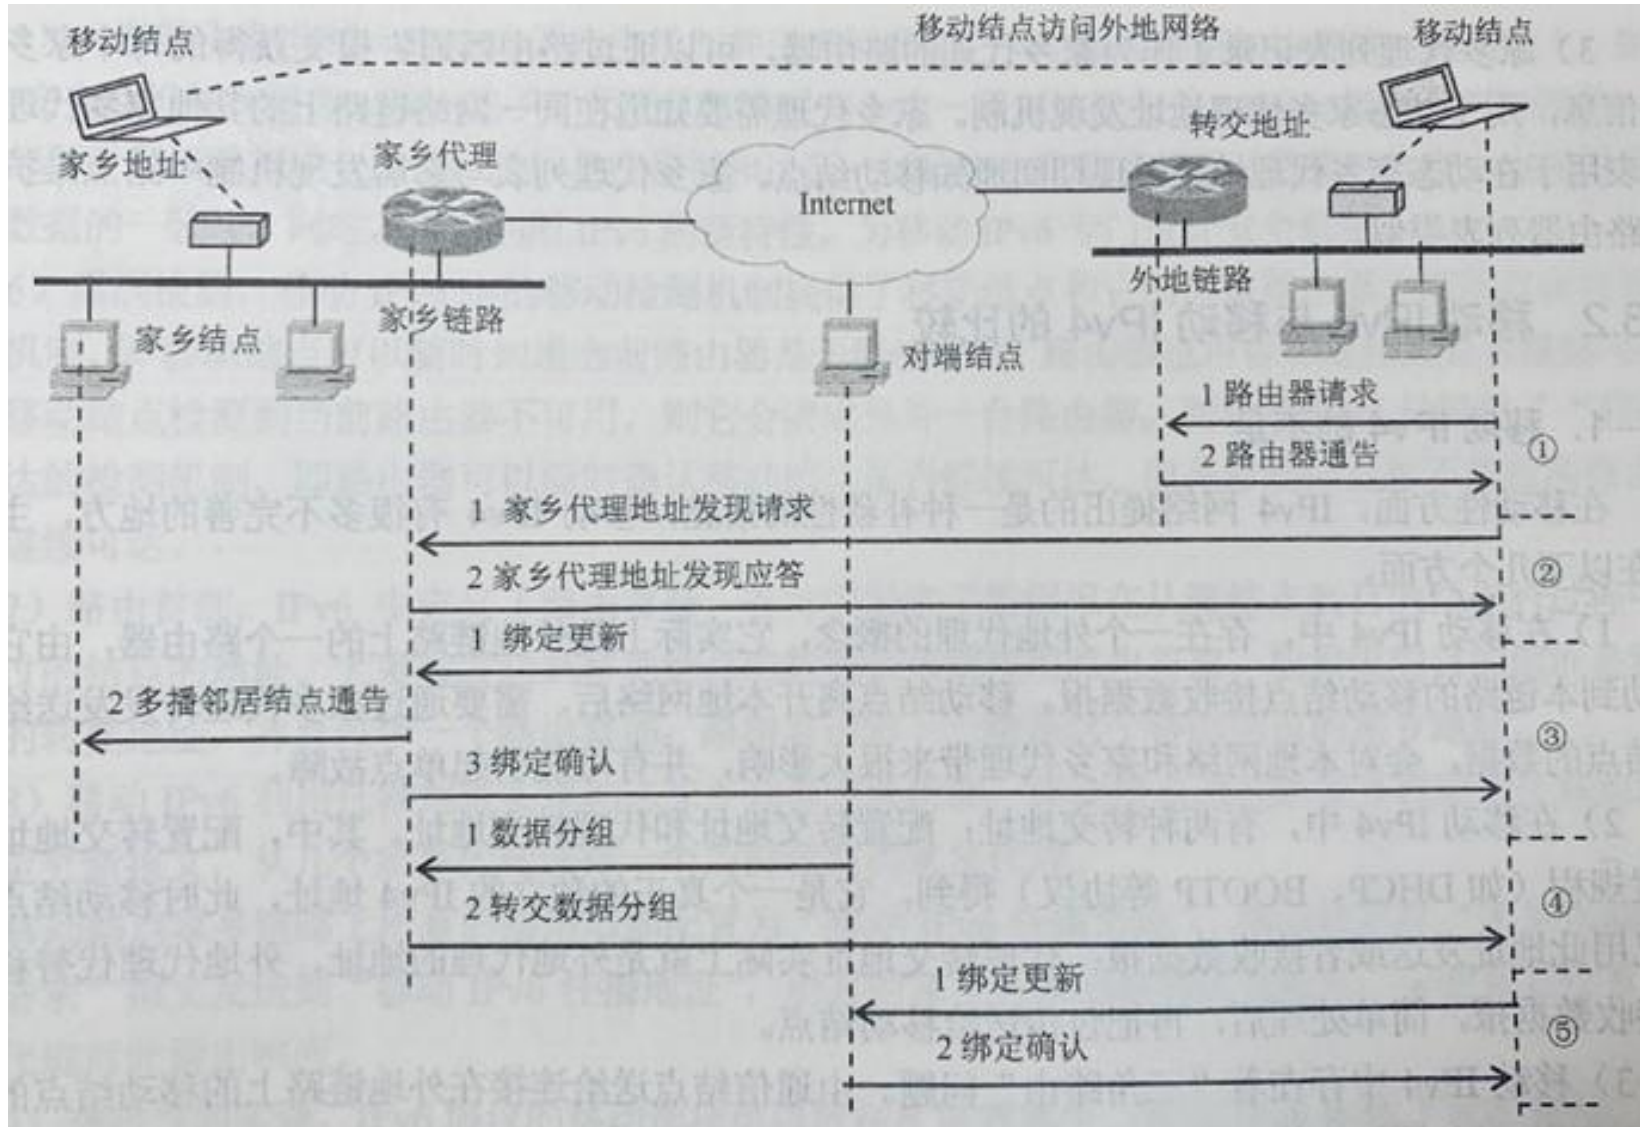 移动结点访问外地网络
移动结点
移动结点
家乡地址
家乡代理
转交地址
Internet
外地链路
家乡链路
家乡结点
对端结点
1 路由器请求
2 路由器通告
①
1 家乡代理地址发现请求
2 家乡代理地址发现应答
②
1 绑定更新
2 多播邻居结点通告
3 绑定确认
③
1 数据分组
2 转交数据分组
④
1 绑定更新
2 绑定确认
⑤